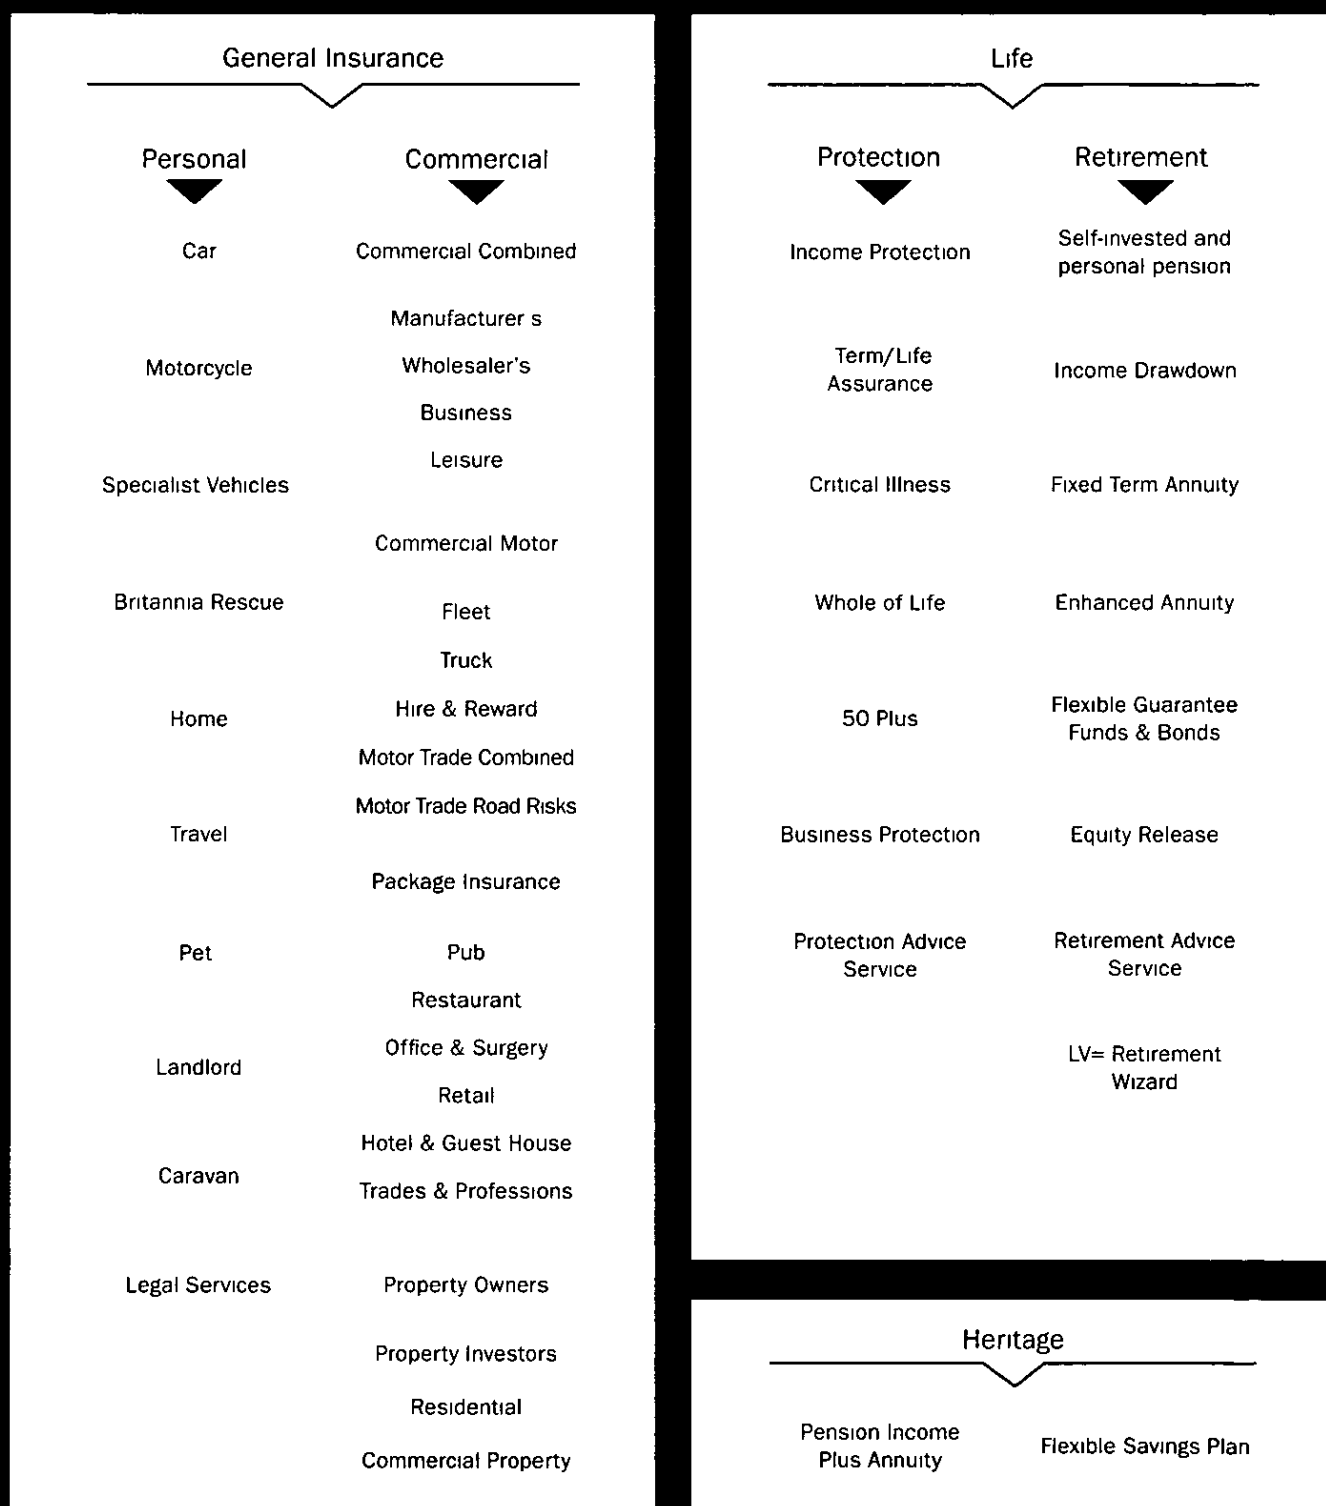 General Insurance
Personal
Car
Motorcycle
Specialist Vehicles
Britannia Rescue
Home
Travel
Pet
Landlord
Caravan
Legal Services
Commercial
Commercial Combined
Manufacturer s
Wholesaler's
Business
Leisure
Commercial Motor
Fleet
Truck
Hire & Reward
Motor Trade Combined
Motor Trade Road Risks
Package Insurance
Pub
Restaurant
Office & Surgery
Retail
Hotel & Guest House
Trades & Professions
Property Owners
Property Investors
Residential
Commercial Property
Life
Protection
Income Protection
Term/Life
Assurance
Critical Illness
Whole of Life
50 Plus
Business Protection
Protection Advice
Service
Retirement
Self-invested and
personal pension
Income Drawdown
Fixed Term Annuity
Enhanced Annuity
Flexible Guarantee
Funds & Bonds
Equity Release
Retirement Advice
Service
LV= Retirement
Wizard
Heritage
Pension Income
Plus Annuity
Flexible Savings Plan